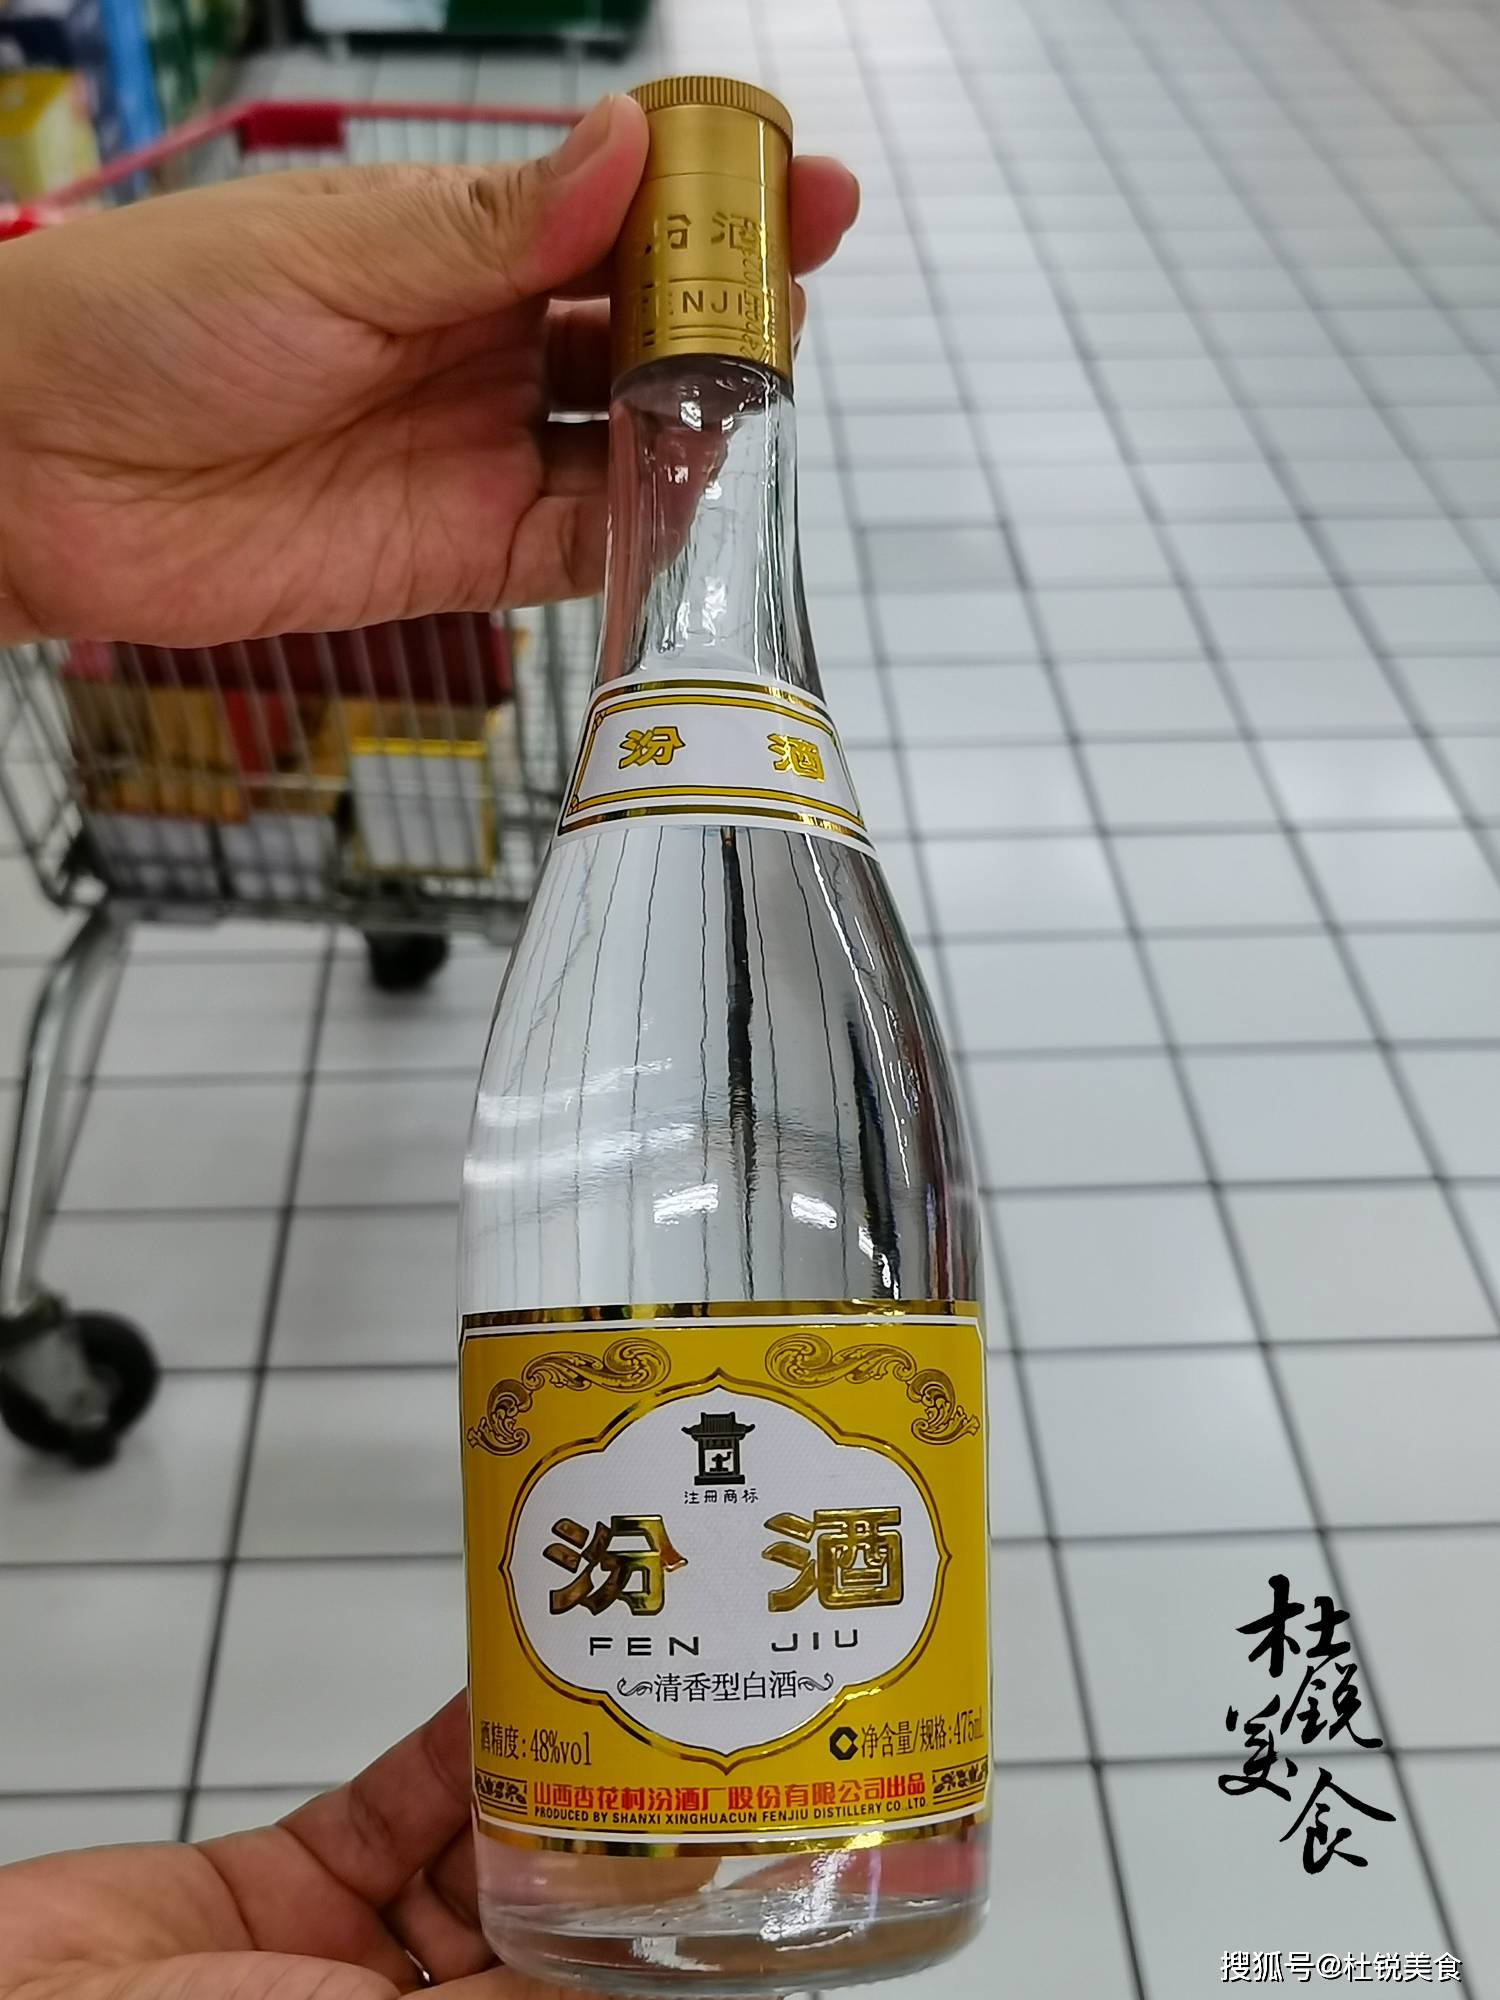 汾酒
FENJIU
汾 酒
注冊商标
汾 酒
FEN JIU
清香型白酒
酒精度:48%vol
净含量/规格:475mL
山西杏花村汾酒厂股份有限公司出品
PRODUCED BY SHANXI XINGHUACUN FENJIU DISTILLERY CO.,LTD.
杜锐美食
搜狐号@杜锐美食